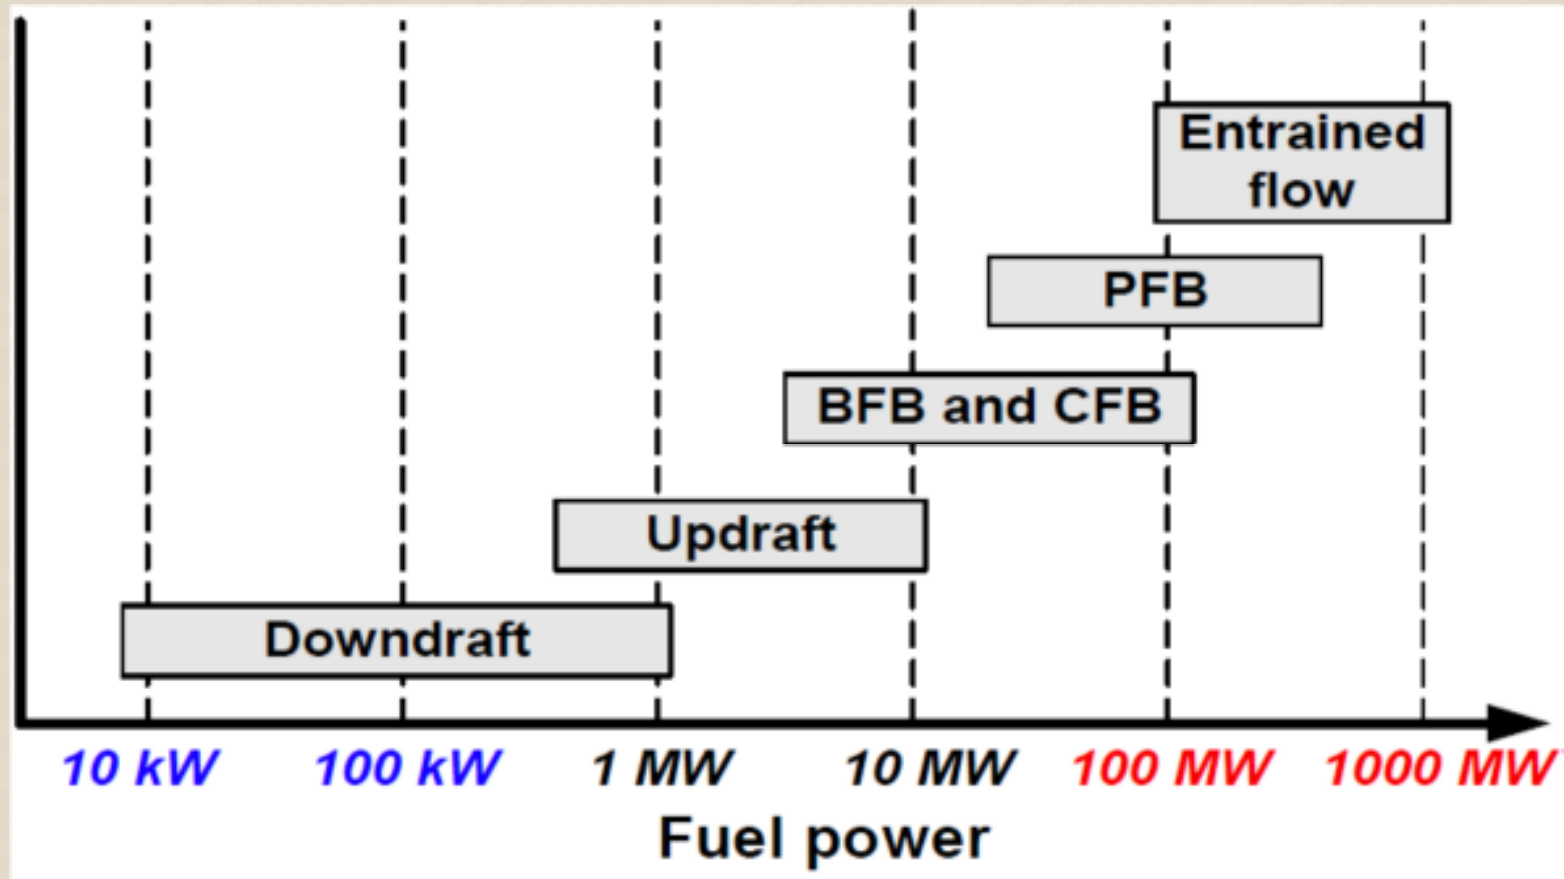 Entrained
flow
PFB
BFB and CFB
Updraft
Downdraft
10 kW 100 kW 1 MW 10 MW 100 MW 1000 MW
Fuel power